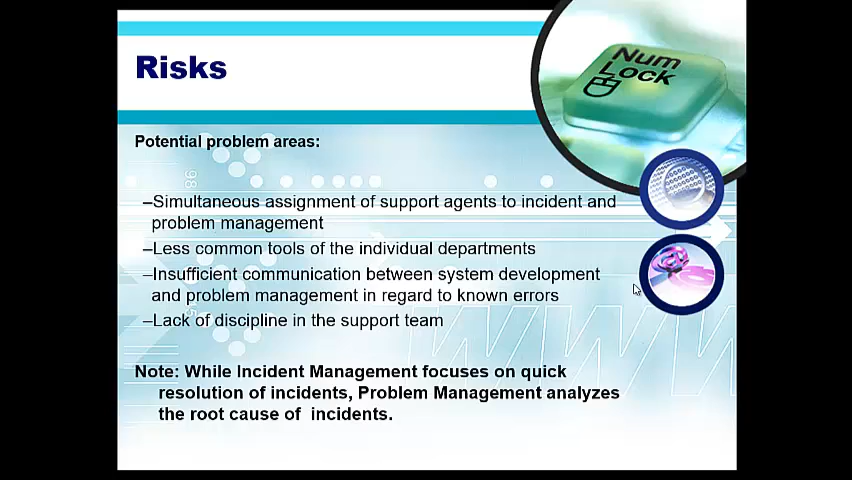 Num
Lock
Risks
Potential problem areas:
–Simultaneous assignment of support agents to incident and
problem management
–Less common tools of the individual departments
–Insufficient communication between system development
and problem management in regard to known errors
–Lack of discipline in the support team
Note: While Incident Management focuses on quick
resolution of incidents, Problem Management analyzes
the root cause of incidents.
www